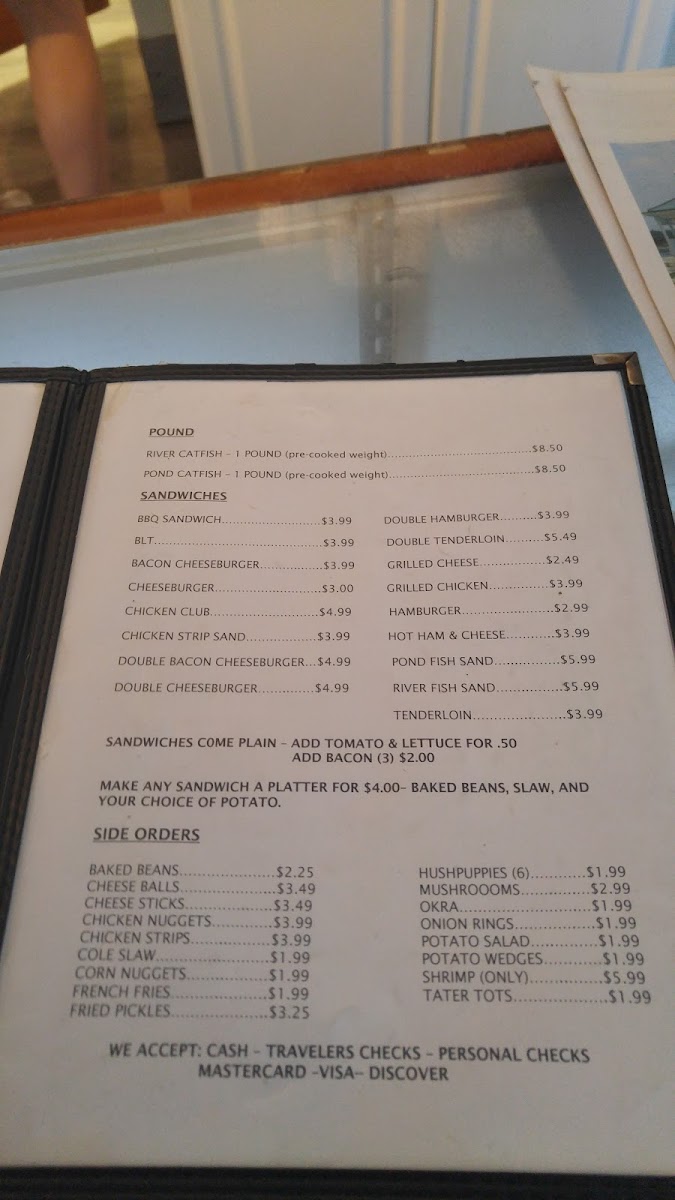 POUND
RIVER CATFISH - 1 POUND (pre-cooked weight)..............................................$8.50
POND CATFISH - 1 POUND (pre-cooked weight)..............................................$8.50
SANDWICHES
BBQ SANDWICH.........................$3.99
BLT..........................................$3.99
BACON CHEESEBURGER................$3.99
CHEESEBURGER...........................$3.00
CHICKEN CLUB...........................$4.99
CHICKEN STRIP SAND..................$3.99
DOUBLE BACON CHEESEBURGER...$4.99
DOUBLE CHEESEBURGER..............$4.99
DOUBLE HAMBURGER..........$3.99
DOUBLE TENDERLOIN..........$5.49
GRILLED CHEESE.................$2.49
GRILLED CHICKEN...............$3.99
HAMBURGER.......................$2.99
HOT HAM & CHEESE............$3.99
POND FISH SAND................$5.99
RIVER FISH SAND................$5.99
TENDERLOIN.......................$3.99
SANDWICHES COME PLAIN - ADD TOMATO & LETTUCE FOR .50
ADD BACON (3) $2.00
MAKE ANY SANDWICH A PLATTER FOR $4.00- BAKED BEANS, SLAW, AND
YOUR CHOICE OF POTATO.
SIDE ORDERS
BAKED BEANS......................$2.25
CHEESE BALLS......................$3.49
CHEESE STICKS....................$3.49
CHICKEN NUGGETS.............$3.99
CHICKEN STRIPS..................$3.99
COLE SLAW.........................$1.99
CORN NUGGETS..................$1.99
FRENCH FRIES.....................$1.99
FRIED PICKLES.....................$3.25
HUSHPUPPIES (6)............$1.99
MUSHROOOMS...............$2.99
OKRA.............................$1.99
ONION RINGS.................$1.99
POTATO SALAD..............$1.99
POTATO WEDGES............$1.99
SHRIMP (ONLY)................$5.99
TATER TOTS...................$1.99
WE ACCEPT: CASH - TRAVELERS CHECKS - PERSONAL CHECKS
MASTERCARD -VISA- DISCOVER